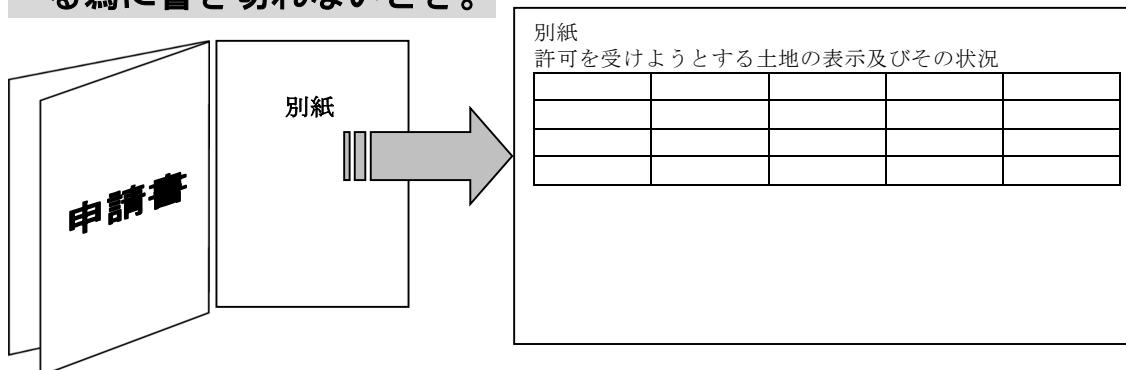 る為に書き切れないとき。
別紙
申請書
別紙
許可を受けようとする土地の表示及びその状況